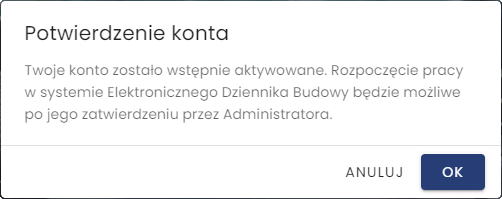 Potwierdzenie konta
Twoje konto zostało wstępnie aktywowane. Rozpoczęcie pracy
w systemie Elektronicznego Dziennika Budowy będzie możliwe
po jego zatwierdzeniu przez Administratora.
ANULUJ OK